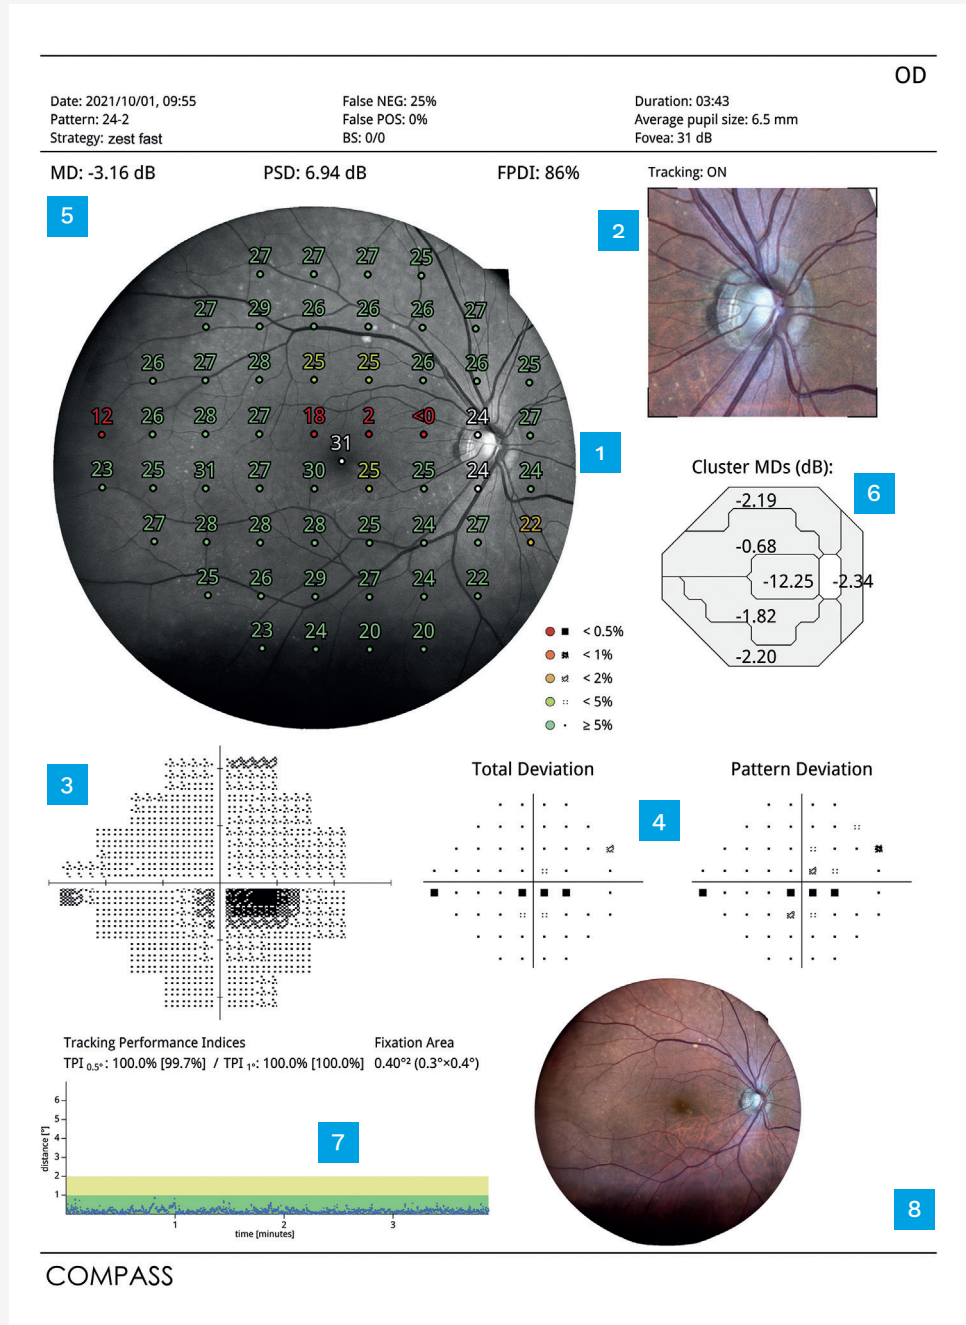 OD
Date: 2021/10/01, 09:55
Pattern: 24-2
Strategy: zest fast
False NEG: 25%
False POS: 0%
BS: 0/0
Duration: 03:43
Average pupil size: 6.5 mm
Fovea: 31 dB
MD: -3.16 dB
PSD: 6.94 dB
FPDI: 86%
Tracking: ON
5
2
27 27 27 25
27 29 26 26 26 27
26 27 28 25 25 26 26 25
12 26 28 27 18 2 <0 24 27
31
23 25 31 27 30 25 25 24 24
27 28 28 28 25 24 27 22
25 26 29 27 24 22
23 24 20 20
1
Cluster MDs (dB):
6
-2.19
-0.68
-12.25
-2.34
-1.82
-2.20
< 0.5%
< 1%
< 2%
< 5%
≥ 5%
3
Total Deviation
4
Pattern Deviation
Tracking Performance Indices
TPI 0.5°: 100.0% [99.7%] / TPI 1°: 100.0% [100.0%]
Fixation Area
0.40°² (0.3°×0.4°)
6
5
4
3
2
1
distance [°]
7
1 2 3
time [minutes]
8
COMPASS